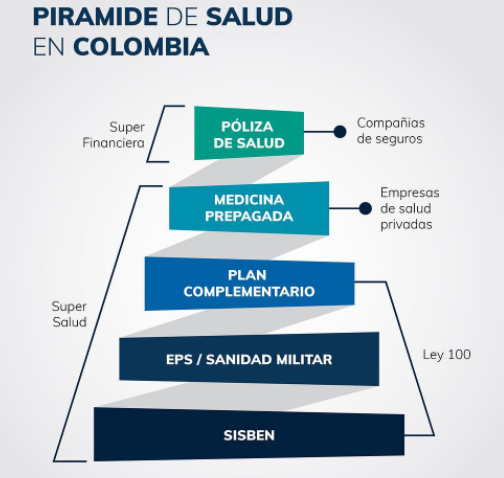 PIRAMIDE DE SALUD
EN COLOMBIA
Super
Financiera
PÓLIZA
DE SALUD
Compañias
de seguros
MEDICINA
PREPAGADA
Empresas
de salud
privadas
PLAN
COMPLEMENTARIO
Super
Salud
EPS / SANIDAD MILITAR
Ley 100
SISBEN